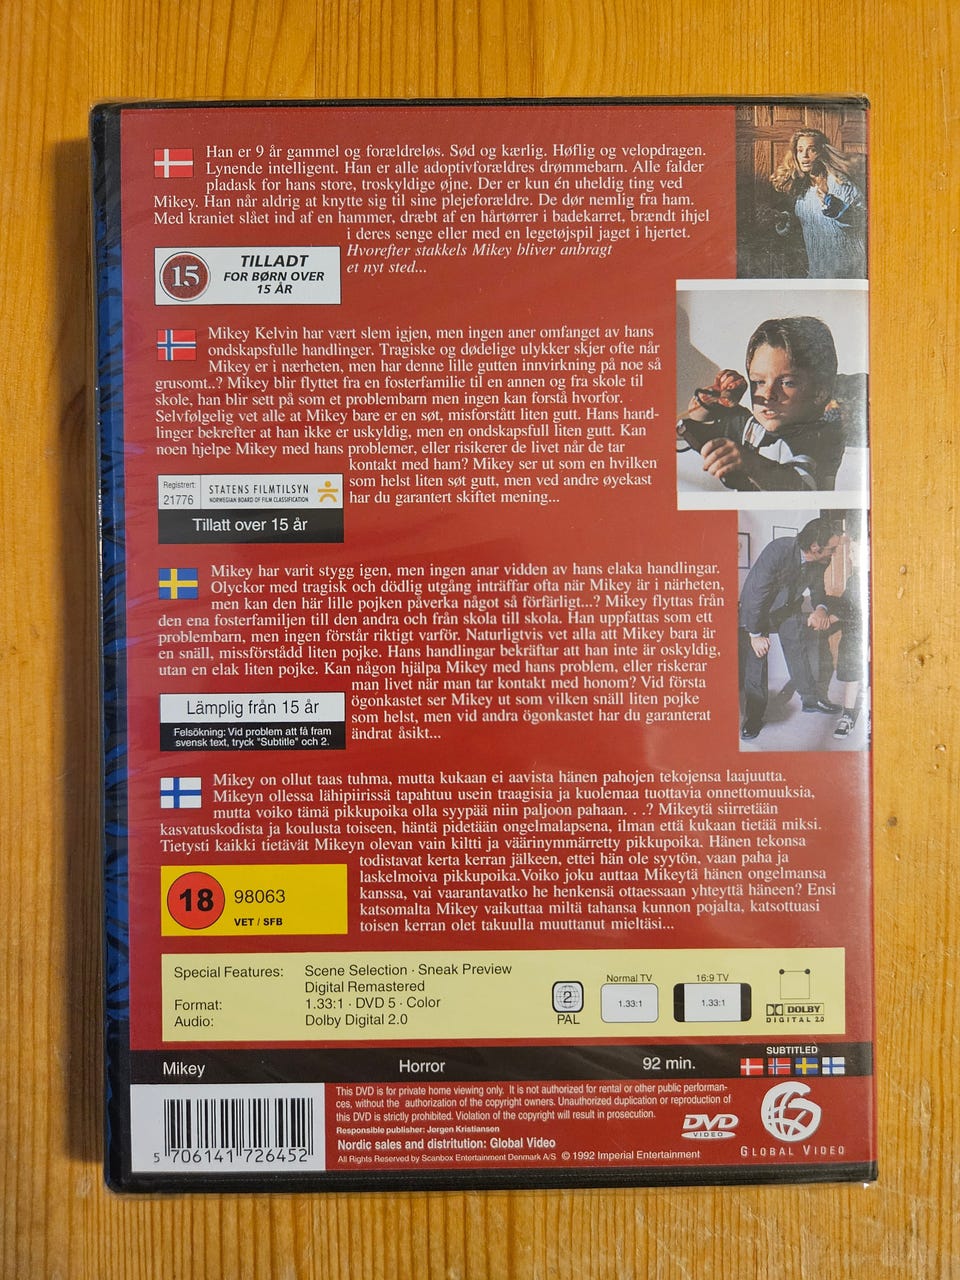 Han er 9 år gammel og forældreløs. Sød og kærlig. Høflig og velopdragen.
Lynende intelligent. Han er alle adoptivforældres drømmebarn. Alle falder
pladask for hans store, troskyldige øjne. Der er kun én uheldig ting ved
Mikey. Han når aldrig at knytte sig til sine plejeforældre. De dør nemlig fra ham.
Med kraniet slået ind af en hammer, dræbt af en hårtørrer i badekarret, brændt ihjel
i deres senge eller med en legetøjspil jaget i hjertet.
Hvorefter stakkels Mikey bliver anbragt
et nyt sted...
15
TILLADT
FOR BØRN OVER
15 ÅR
Mikey Kelvin har vært slem igjen, men ingen aner omfanget av hans
ondskapsfulle handlinger. Tragiske og dødelige ulykker skjer ofte når
Mikey er i nærheten, men har denne lille gutten innvirkning på noe så
grusomt..? Mikey blir flyttet fra en fosterfamilie til en annen og fra skole til
skole, han blir sett på som et problembarn men ingen kan forstå hvorfor.
Selvfølgelig vet alle at Mikey bare er en søt, misforstått liten gutt. Hans hand-
linger bekrefter at han ikke er uskyldig, men en ondskapsfull liten gutt. Kan
noen hjelpe Mikey med hans problemer, eller risikerer de livet når de tar
kontakt med ham? Mikey ser ut som en hvilken
som helst liten søt gutt, men ved andre øyekast
har du garantert skiftet mening...
Registrert:
21776
STATENS FILMTILSYN
NORWEGIAN BOARD OF FILM CLASSIFICATION
Tillatt over 15 år
Mikey har varit stygg igen, men ingen anar vidden av hans elaka handlingar.
Olyckor med tragisk och dödlig utgång inträffar ofta när Mikey är i närheten,
men kan den här lille pojken påverka något så förfärligt...? Mikey flyttas från
den ena fosterfamiljen till den andra och från skola till skola. Han uppfattas som ett
problembarn, men ingen förstår riktigt varför. Naturligtvis vet alla att Mikey bara är
en snäll, missförstådd liten pojke. Hans handlingar bekräftar att han inte är oskyldig,
utan en elak liten pojke. Kan någon hjälpa Mikey med hans problem, eller riskerar
man livet när man tar kontakt med honom? Vid första
ögonkastet ser Mikey ut som vilken snäll liten pojke
som helst, men vid andra ögonkastet har du garanterat
ändrat åsikt...
Lämplig från 15 år
Felsökning: Vid problem att få fram
svensk text, tryck "Subtitle" och 2.
Mikey on ollut taas tuhma, mutta kukaan ei aavista hänen pahojen tekojensa laajuutta.
Mikeyn ollessa lähipiirissä tapahtuu usein traagisia ja kuolemaa tuottavia onnettomuuksia,
mutta voiko tämä pikkupoika olla syypää niin paljoon pahaan. . .? Mikeytä siirretään
kasvatuskodista ja koulusta toiseen, häntä pidetään ongelmalapsena, ilman että kukaan tietää miksi.
Tietysti kaikki tietävät Mikeyn olevan vain kiltti ja väärinymmärretty pikkupoika. Hänen tekonsa
todistavat kerta kerran jälkeen, ettei hän ole syytön, vaan paha ja
laskelmoiva pikkupoika.Voiko joku auttaa Mikeytä hänen ongelmansa
kanssa, vai vaarantavatko he henkensä ottaessaan yhteyttä häneen? Ensi
katsomalta Mikey vaikuttaa miltä tahansa kunnon pojalta, katsottuasi
toisen kerran olet takuulla muuttanut mieltäsi...
18
98063
VET / SFB
Special Features: Scene Selection · Sneak Preview
Digital Remastered
Format: 1.33:1 · DVD 5 · Color
Audio: Dolby Digital 2.0
2
PAL
Normal TV
1.33:1
16:9 TV
1.33:1
DOLBY
DIGITAL 2.0
Mikey
Horror
92 min.
SUBTITLED
This DVD is for private home viewing only. It is not authorized for rental or other public performan-
ces, without the authorization of the copyright owners. Unauthorized duplication or reproduction of
this DVD is strictly prohibited. Violation of the copyright will result in prosecution.
Responsible publisher: Jørgen Kristiansen
Nordic sales and distritution: Global Video
All Rights Reserved by Scanbox Entertainment Denmark A/S © 1992 Imperial Entertainment
DVD
VIDEO
GLOBAL VIDEO
5 706141 726452